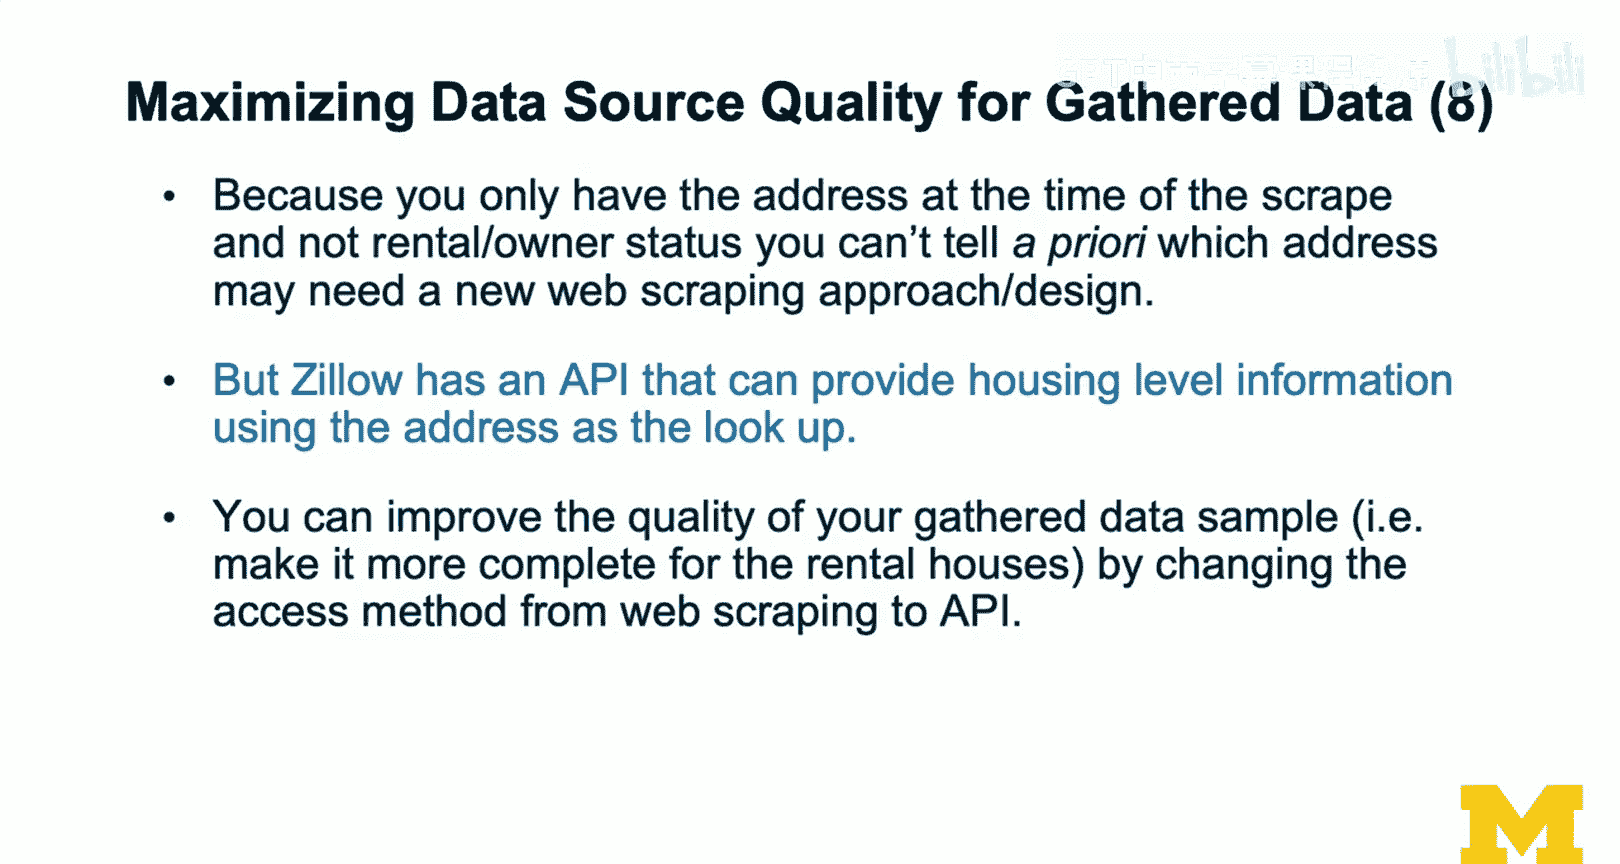 Maximizing Data Source Quality for Gathered Data (8)
bilibili
• Because you only have the address at the time of the scrape
and not rental/owner status you can’t tell a priori which address
may need a new web scraping approach/design.
• But Zillow has an API that can provide housing level information
using the address as the look up.
• You can improve the quality of your gathered data sample (i.e.
make it more complete for the rental houses) by changing the
access method from web scraping to API.
M